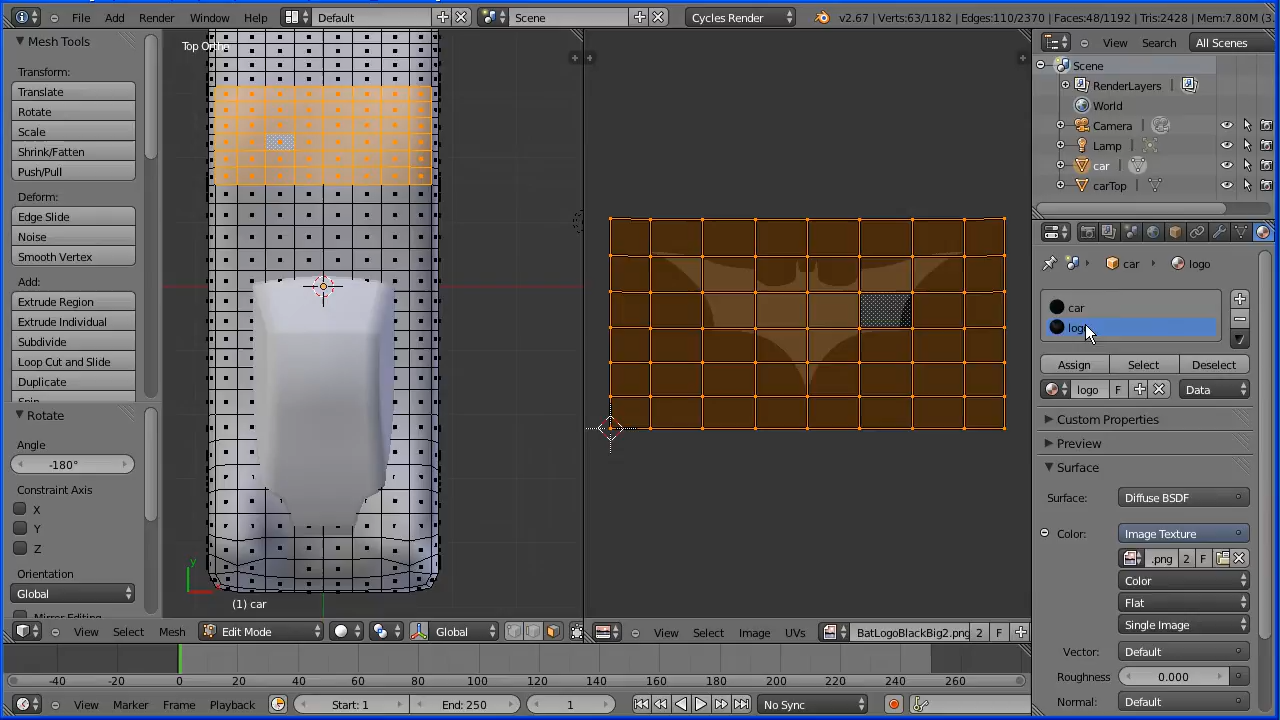 File Add Render Window Help Default Scene Cycles Render v2.67 | Verts:63/1182 | Edges:110/2370 | Faces:48/1192 | Tris:2428 | Mem:7.80M (3.
Mesh Tools
Transform:
Translate
Rotate
Scale
Shrink/Fatten
Push/Pull
Deform:
Edge Slide
Noise
Smooth Vertex
Add:
Extrude Region
Extrude Individual
Subdivide
Loop Cut and Slide
Duplicate
Rotate
Angle
-180°
Constraint Axis
X
Y
Z
Orientation
Global
Top Ortho
y
(1) car
View Select Mesh Edit Mode Global
View Select Image UVs BatLogoBlackBig2.png 2 F
-40 -20 0 20 40 60 80 100 120 140 160 180 200 220 240 260
View Marker Frame Playback Start: 1 End: 250 1 No Sync
View Search All Scenes
Scene
RenderLayers
World
Camera
Lamp
car
carTop
car logo
car
logo
Assign Select Deselect
logo F Data
Custom Properties
Preview
Surface
Surface: Diffuse BSDF
Color: Image Texture
.png 2 F
Color
Flat
Single Image
Vector: Default
Roughness 0.000
Normal: Default